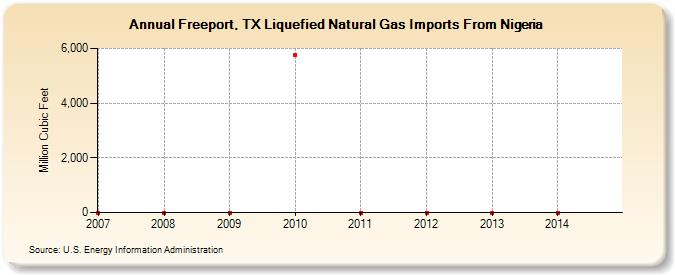 Annual Freeport, TX Liquefied Natural Gas Imports From Nigeria
Million Cubic Feet
6,000
4,000
2,000
0
2007 2008 2009 2010 2011 2012 2013 2014
Source: U.S. Energy Information Administration